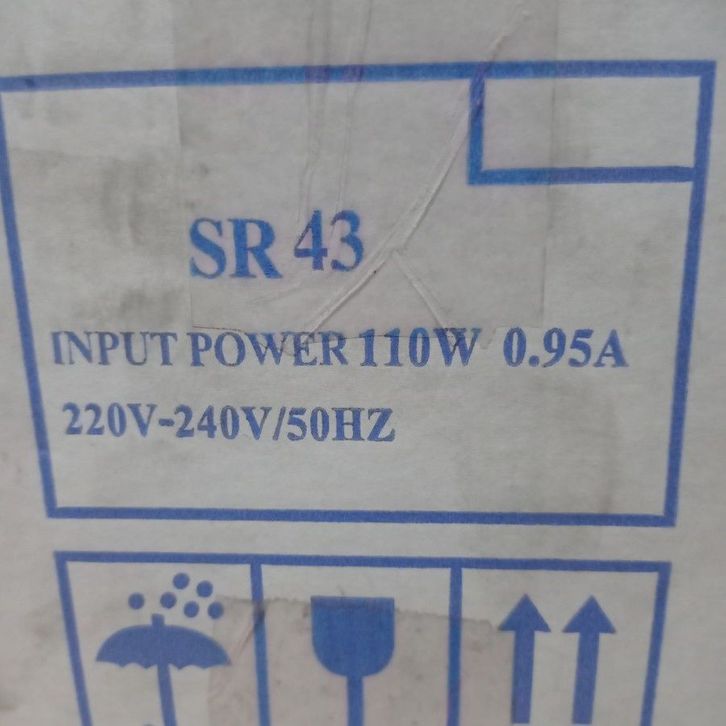 SR 43
INPUT POWER 110W 0.95A
220V-240V/50HZ